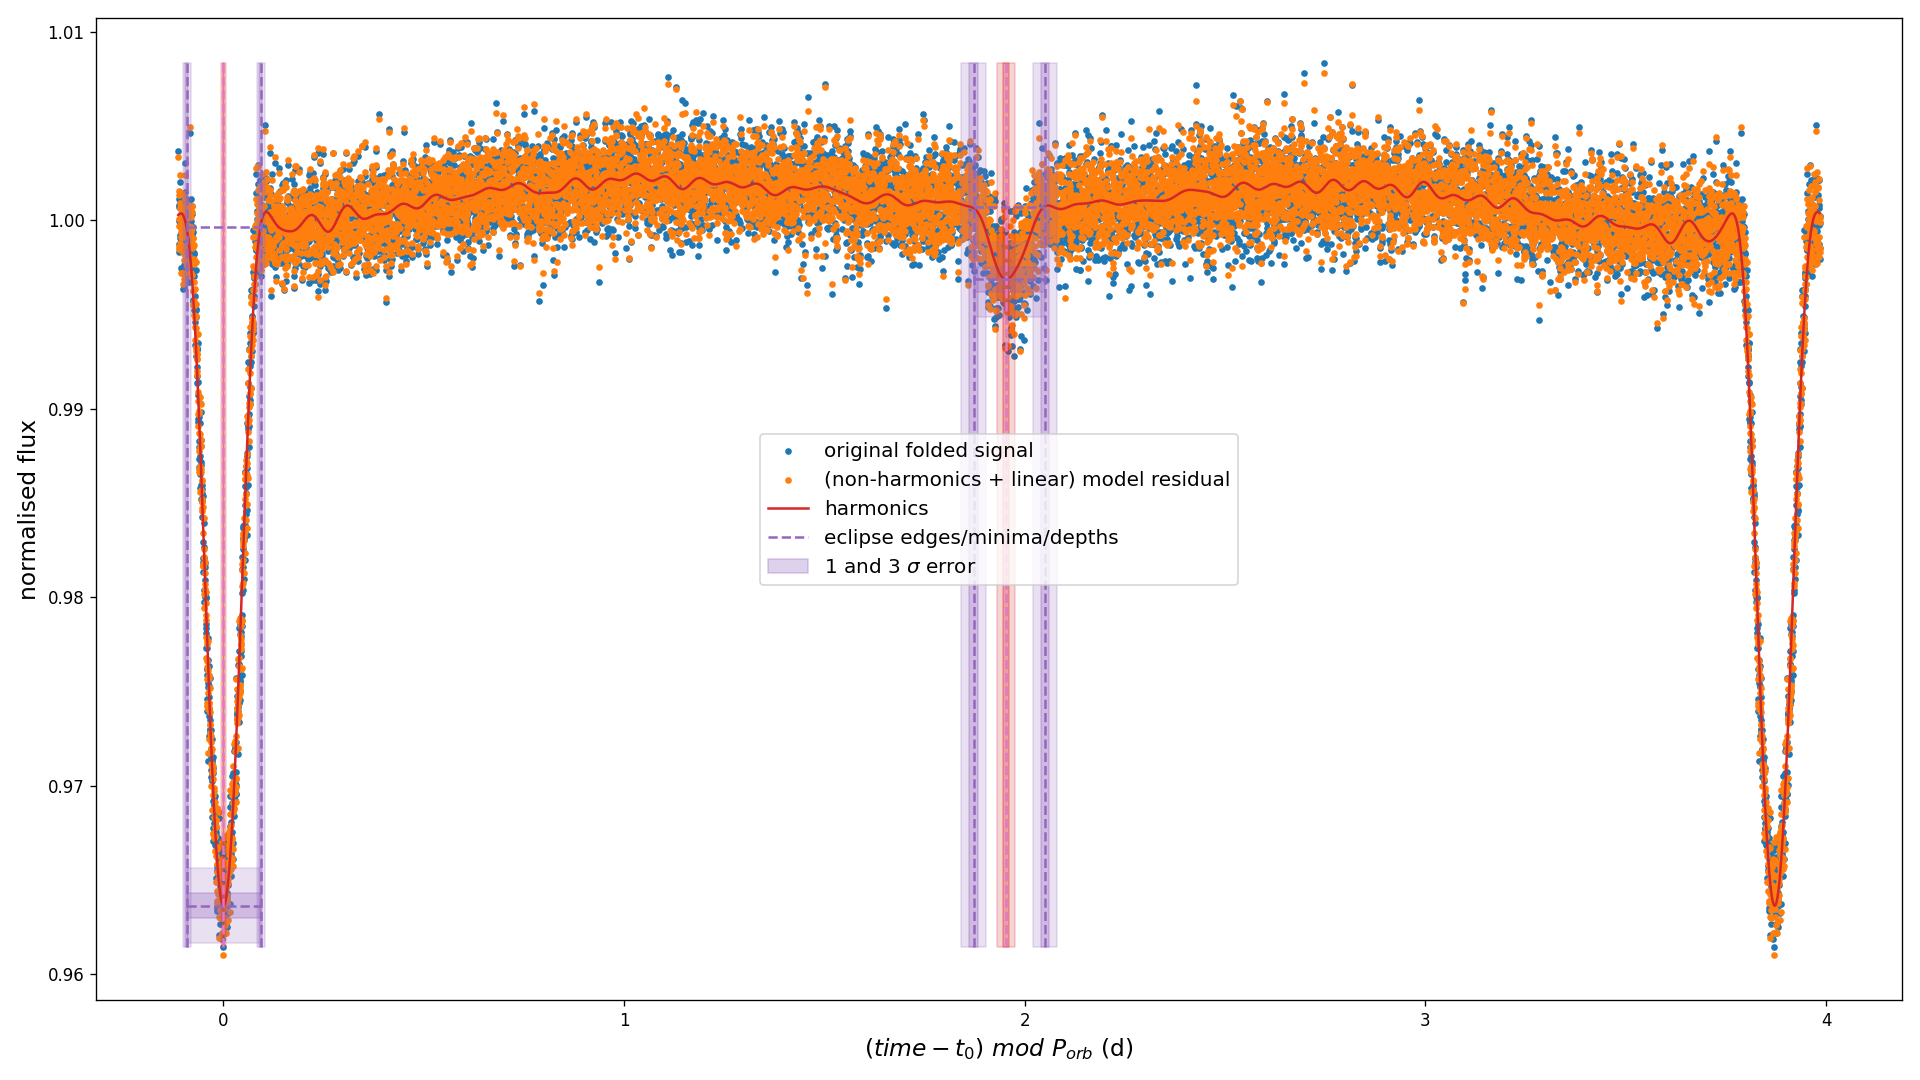 1.01
1.00
0.99
0.98
0.97
0.96
normalised flux
original folded signal
(non-harmonics + linear) model residual
harmonics
eclipse edges/minima/depths
1 and 3 σ error
0 1 2 3 4
(time − t₀) mod Pₒᵣb (d)